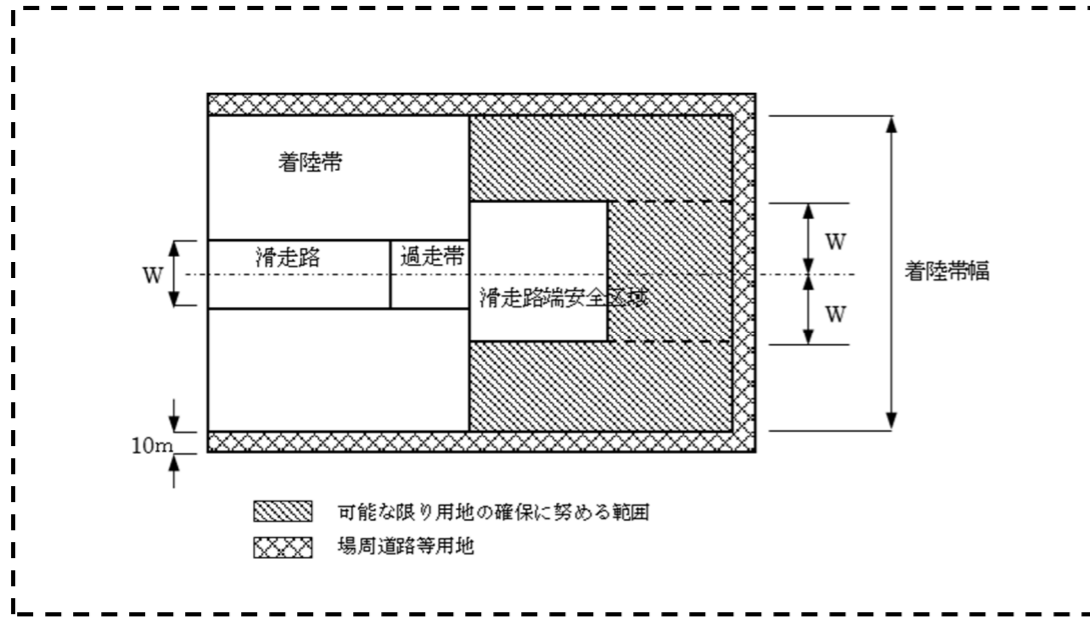 着陸帯
滑走路
過走帯
W
W
着陸帯幅
滑走路端安全区域
W
10m
可能な限り用地の確保に努める範囲
場周道路等用地